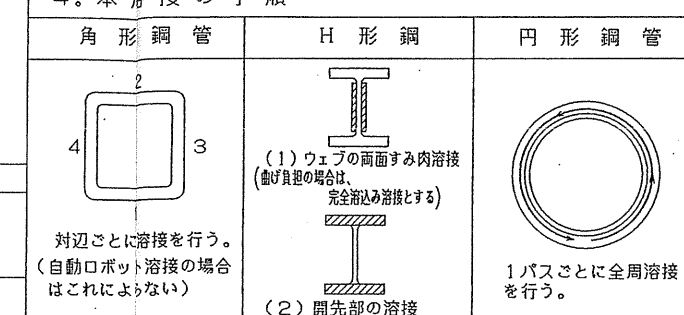 4. 本溶接の手順
角形鋼管
H形鋼
円形鋼管
2
4
3
対辺ごとに溶接を行う。
(自動ロボット溶接の場合
はこれによらない)
(1)ウェブの両面すみ肉溶接
(曲げ負担の場合は、
完全溶込み溶接とする)
(2)開先部の溶接
1パスごとに全周溶接
を行う。